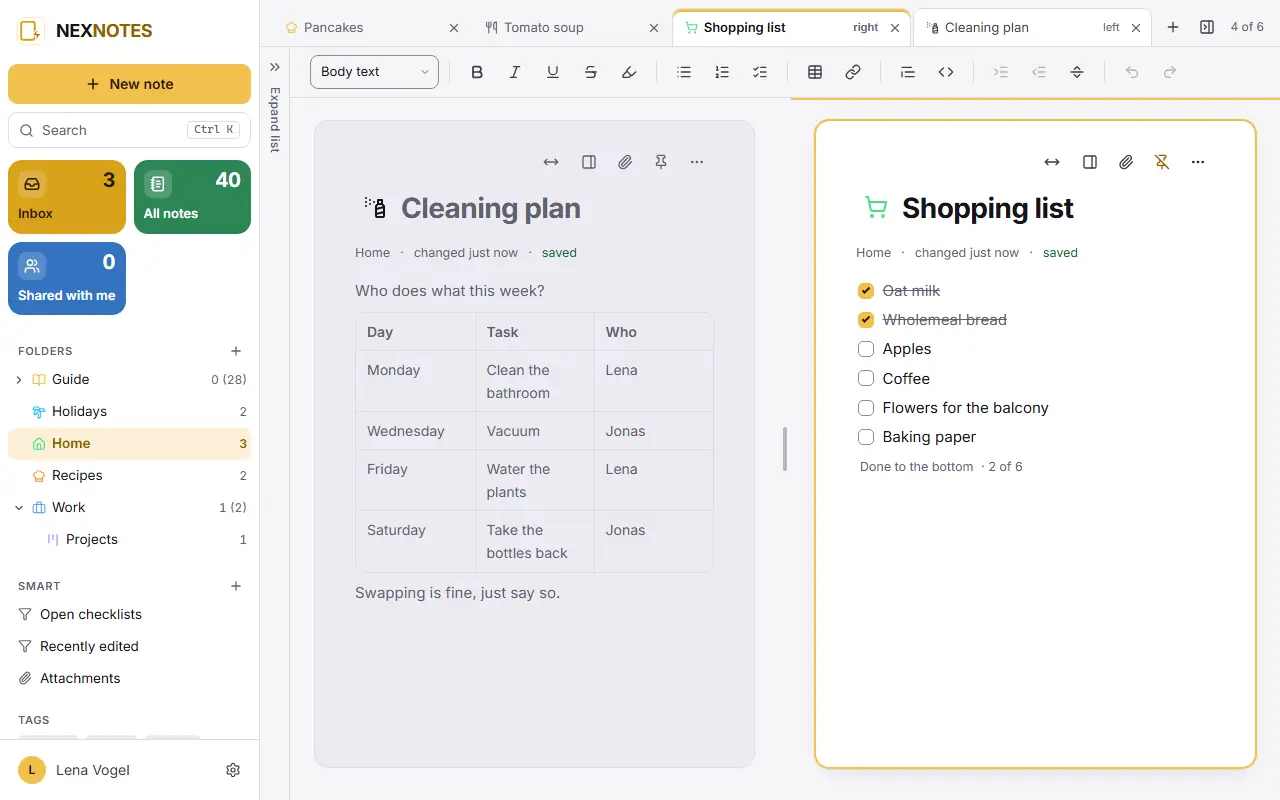 NEXNOTES
New note
Search
Ctrl K
3
Inbox
40
All notes
0
Shared with me
FOLDERS
Guide 0 (28)
Holidays 2
Home 3
Recipes 2
Work 1 (2)
Projects 1
SMART
Open checklists
Recently edited
Attachments
TAGS
L Lena Vogel
Pancakes
Tomato soup
Shopping list right
Cleaning plan left
4 of 6
Expand list
Body text
Cleaning plan
Home · changed just now · saved
Who does what this week?
Day Task Who
Monday Clean the bathroom Lena
Wednesday Vacuum Jonas
Friday Water the plants Lena
Saturday Take the bottles back Jonas
Swapping is fine, just say so.
Shopping list
Home · changed just now · saved
Oat milk
Wholemeal bread
Apples
Coffee
Flowers for the balcony
Baking paper
Done to the bottom · 2 of 6